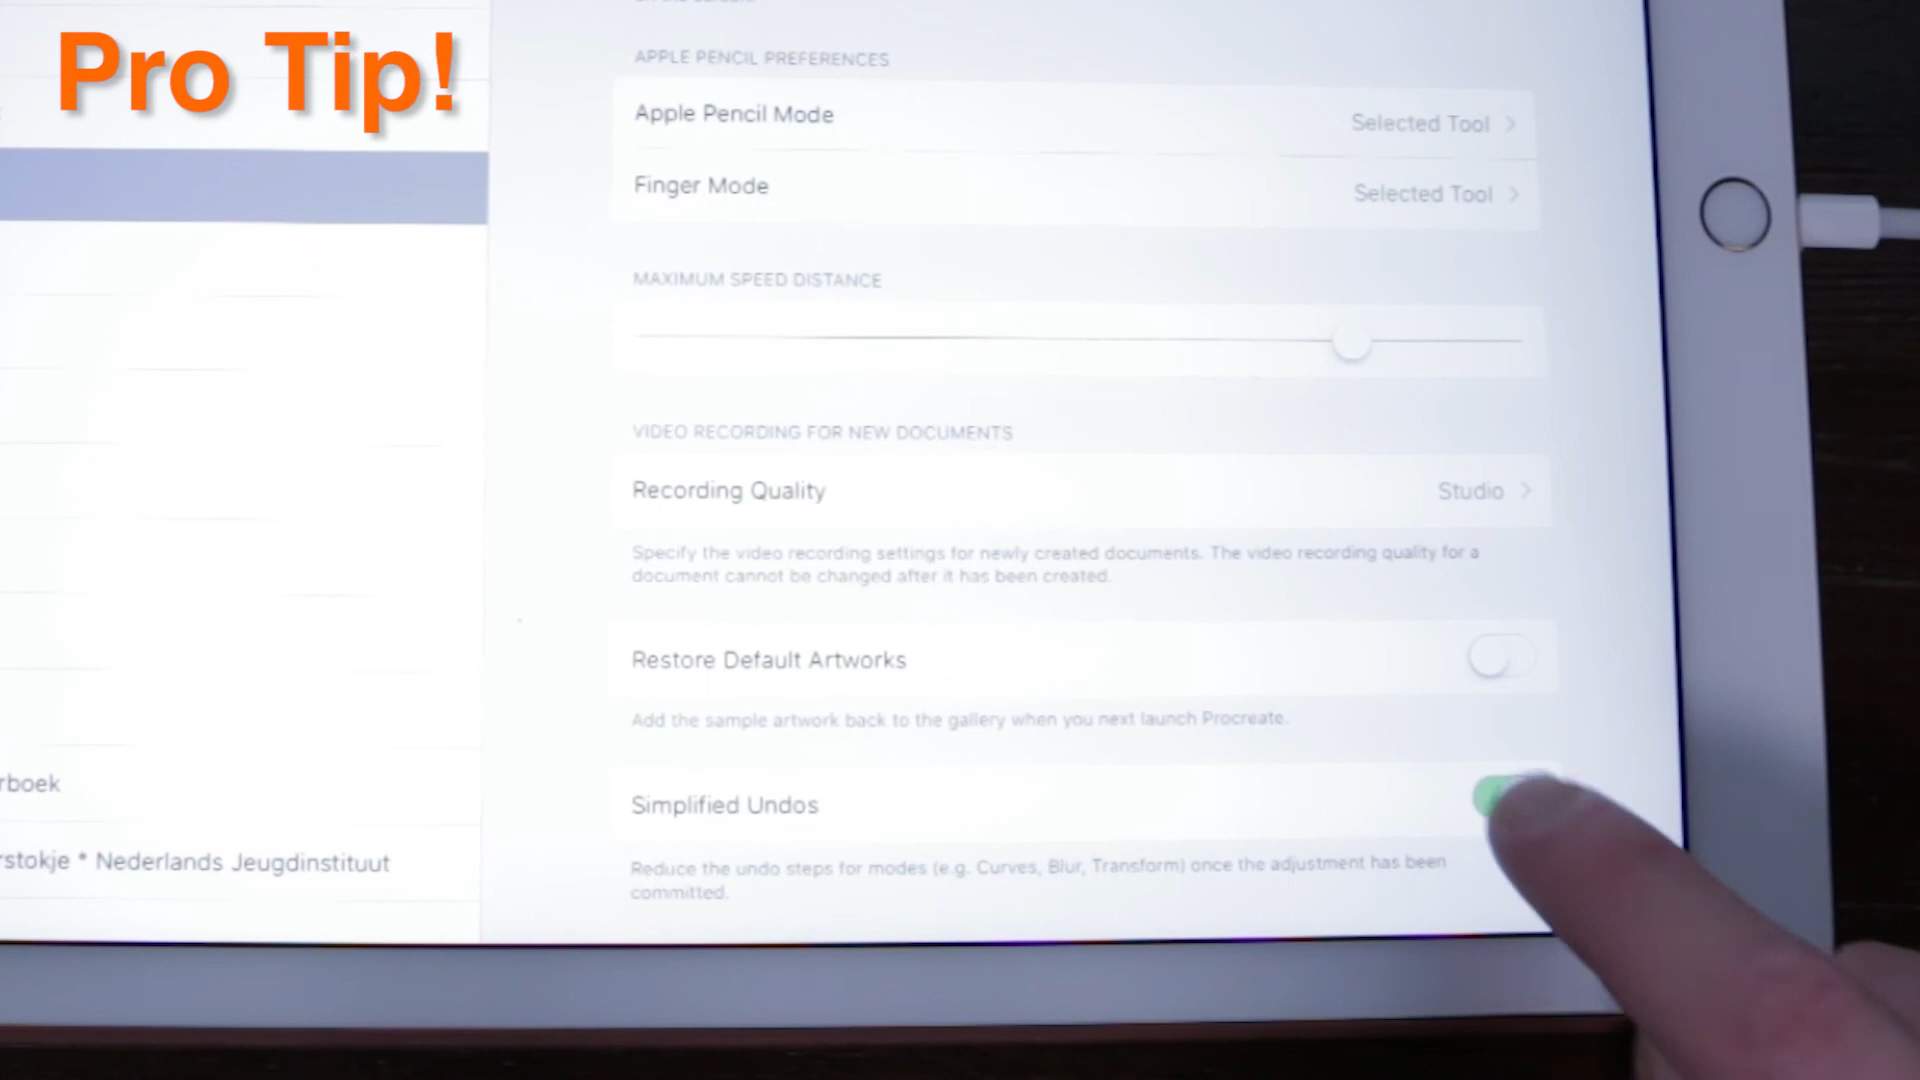 Pro Tip!
APPLE PENCIL PREFERENCES
Apple Pencil Mode Selected Tool
Finger Mode Selected Tool
MAXIMUM SPEED DISTANCE
VIDEO RECORDING FOR NEW DOCUMENTS
Recording Quality Studio
Specify the video recording settings for newly created documents. The video recording quality for a
document cannot be changed after it has been created.
Restore Default Artworks
Add the sample artwork back to the gallery when you next launch Procreate.
Simplified Undos
Reduce the undo steps for modes (e.g. Curves, Blur, Transform) once the adjustment has been
committed.
rboek
rstokje * Nederlands Jeugdinstituut